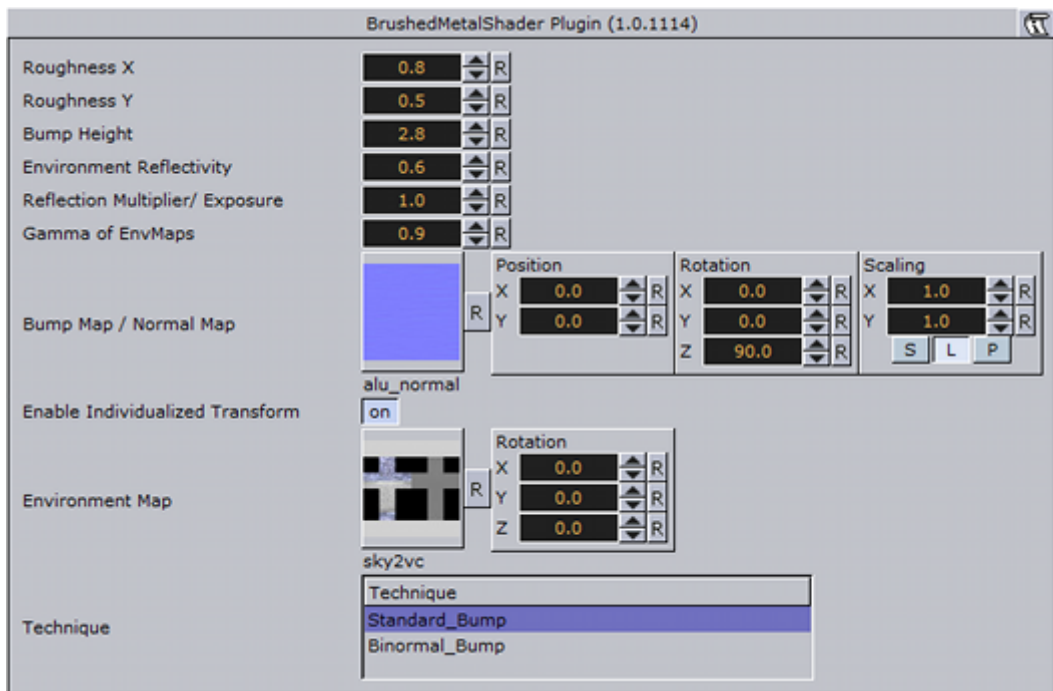 BrushedMetalShader Plugin (1.0.1114)
Roughness X 0.8 R
Roughness Y 0.5 R
Bump Height 2.8 R
Environment Reflectivity 0.6 R
Reflection Multiplier/ Exposure 1.0 R
Gamma of EnvMaps 0.9 R
Position Rotation Scaling
X 0.0 R X 0.0 R X 1.0 R
Bump Map / Normal Map R Y 0.0 R Y 0.0 R Y 1.0 R
Z 90.0 R S L P
alu_normal
Enable Individualized Transform on
Rotation
X 0.0 R
Environment Map R Y 0.0 R
Z 0.0 R
sky2vc
Technique
Standard_Bump
Technique
Binormal_Bump